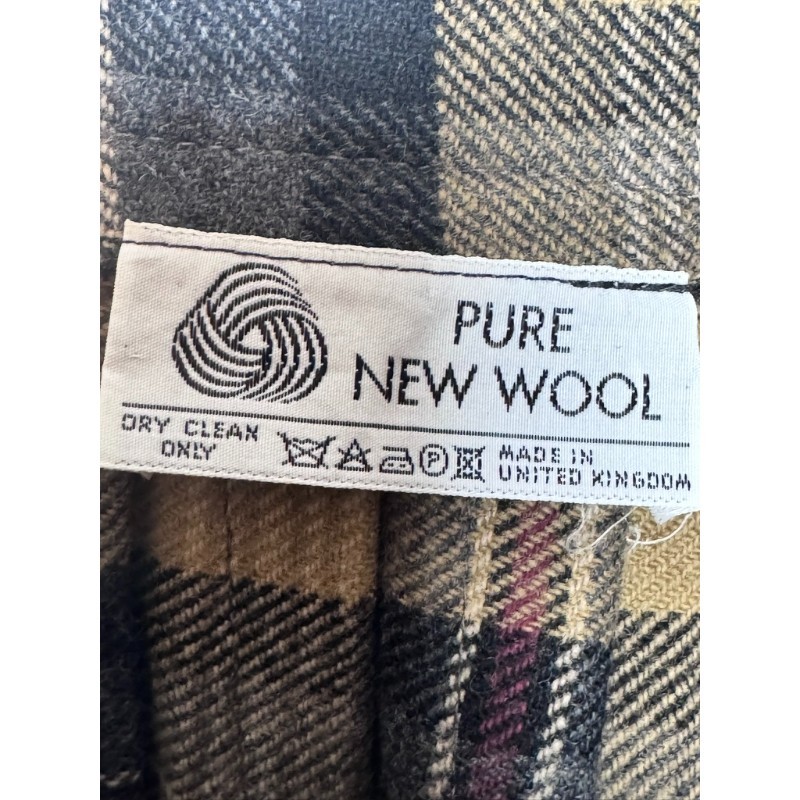 PURE
NEW WOOL
DRY CLEAN
ONLY
P
MADE IN
UNITED KINGDOM